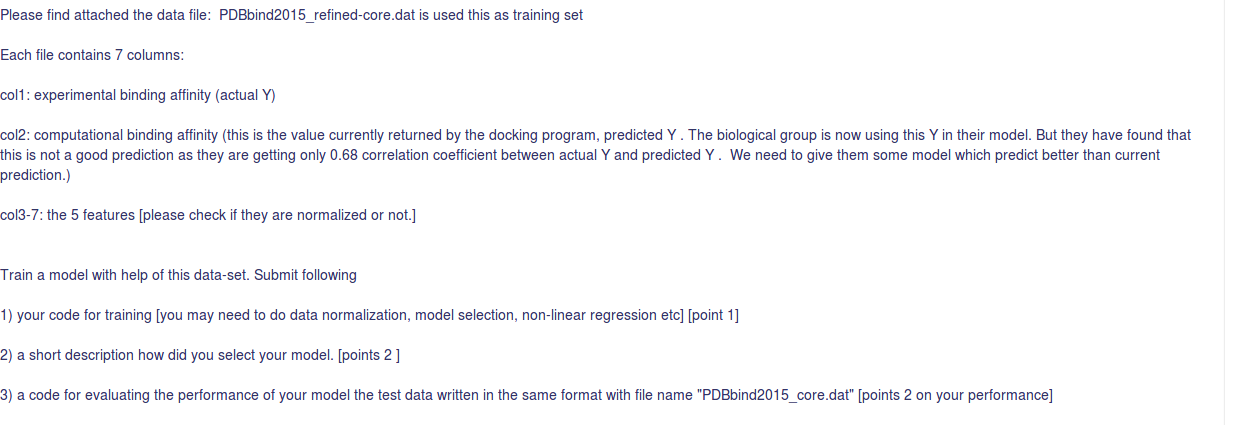 Please find attached the data file:  PDBbind2015_refined-core.dat is used this as training set
Each file contains 7 columns:
col1: experimental binding affinity (actual Y)
col2: computational binding affinity (this is the value currently returned by the docking program, predicted Y . The biological group is now using this Y in their model. But they have found that
this is not a good prediction as they are getting only 0.68 correlation coefficient between actual Y and predicted Y .  We need to give them some model which predict better than current
prediction.)
col3-7: the 5 features [please check if they are normalized or not.]
Train a model with help of this data-set. Submit following
1) your code for training [you may need to do data normalization, model selection, non-linear regression etc] [point 1]
2) a short description how did you select your model. [points 2 ]
3) a code for evaluating the performance of your model the test data written in the same format with file name "PDBbind2015_core.dat" [points 2 on your performance]